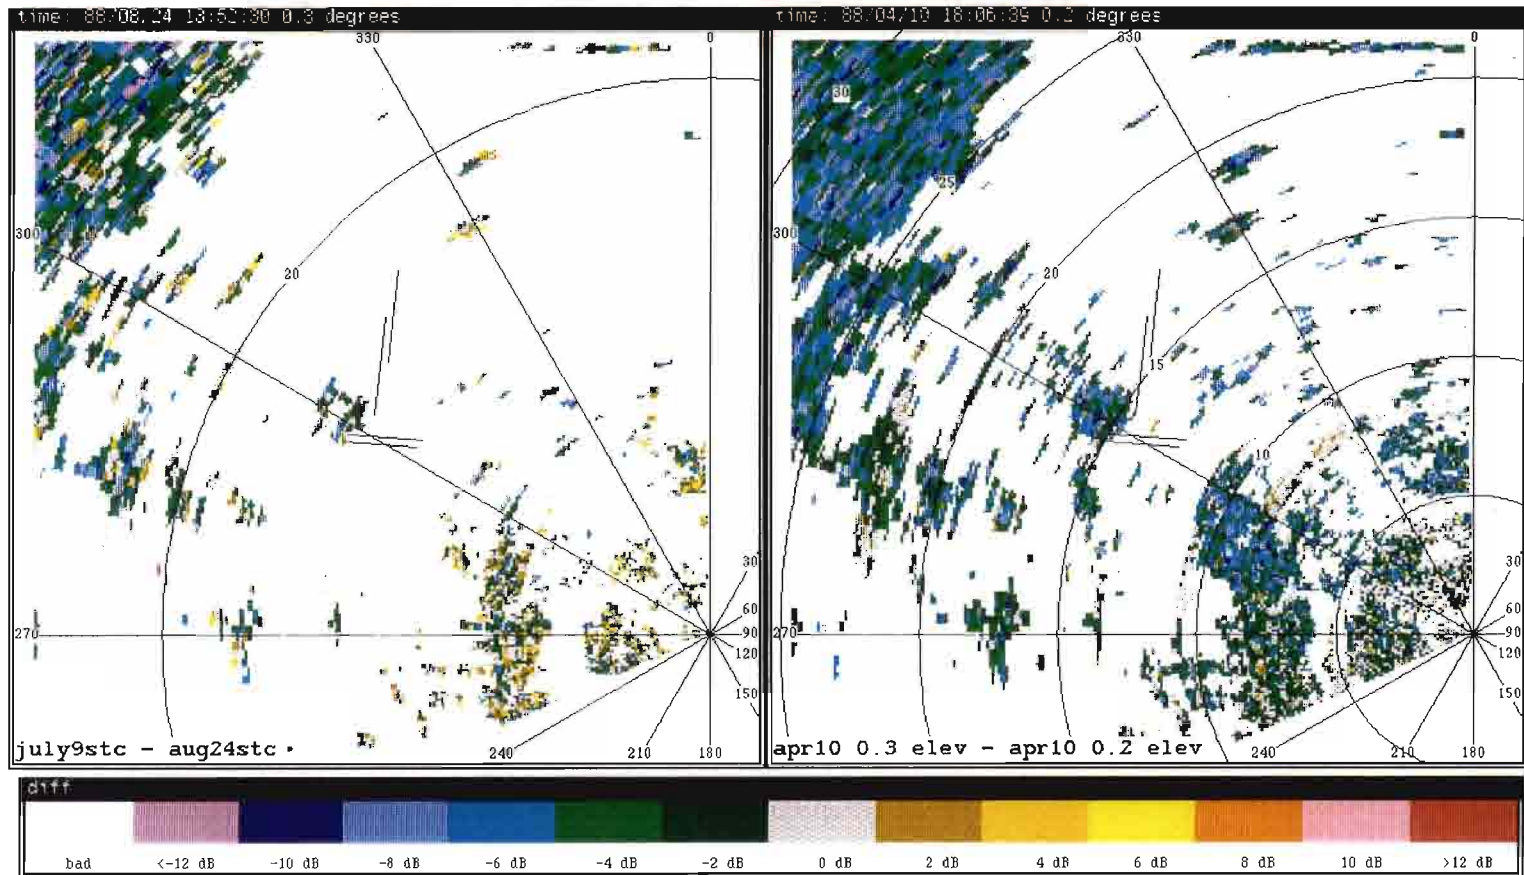 time: 88/08/24 13:52:30 0.3 degrees
330
0
300
20
270
30
60
90
120
150
240
210
180
july9stc - aug24stc
time: 88/04/10 18:06:39 0.2 degrees
330
0
30
25
300
20
15
10
270
30
60
90
120
150
240
210
180
apr10 0.3 elev - apr10 0.2 elev
diff
bad
<-12 dB
-10 dB
-8 dB
-6 dB
-4 dB
-2 dB
0 dB
2 dB
4 dB
6 dB
8 dB
10 dB
>12 dB